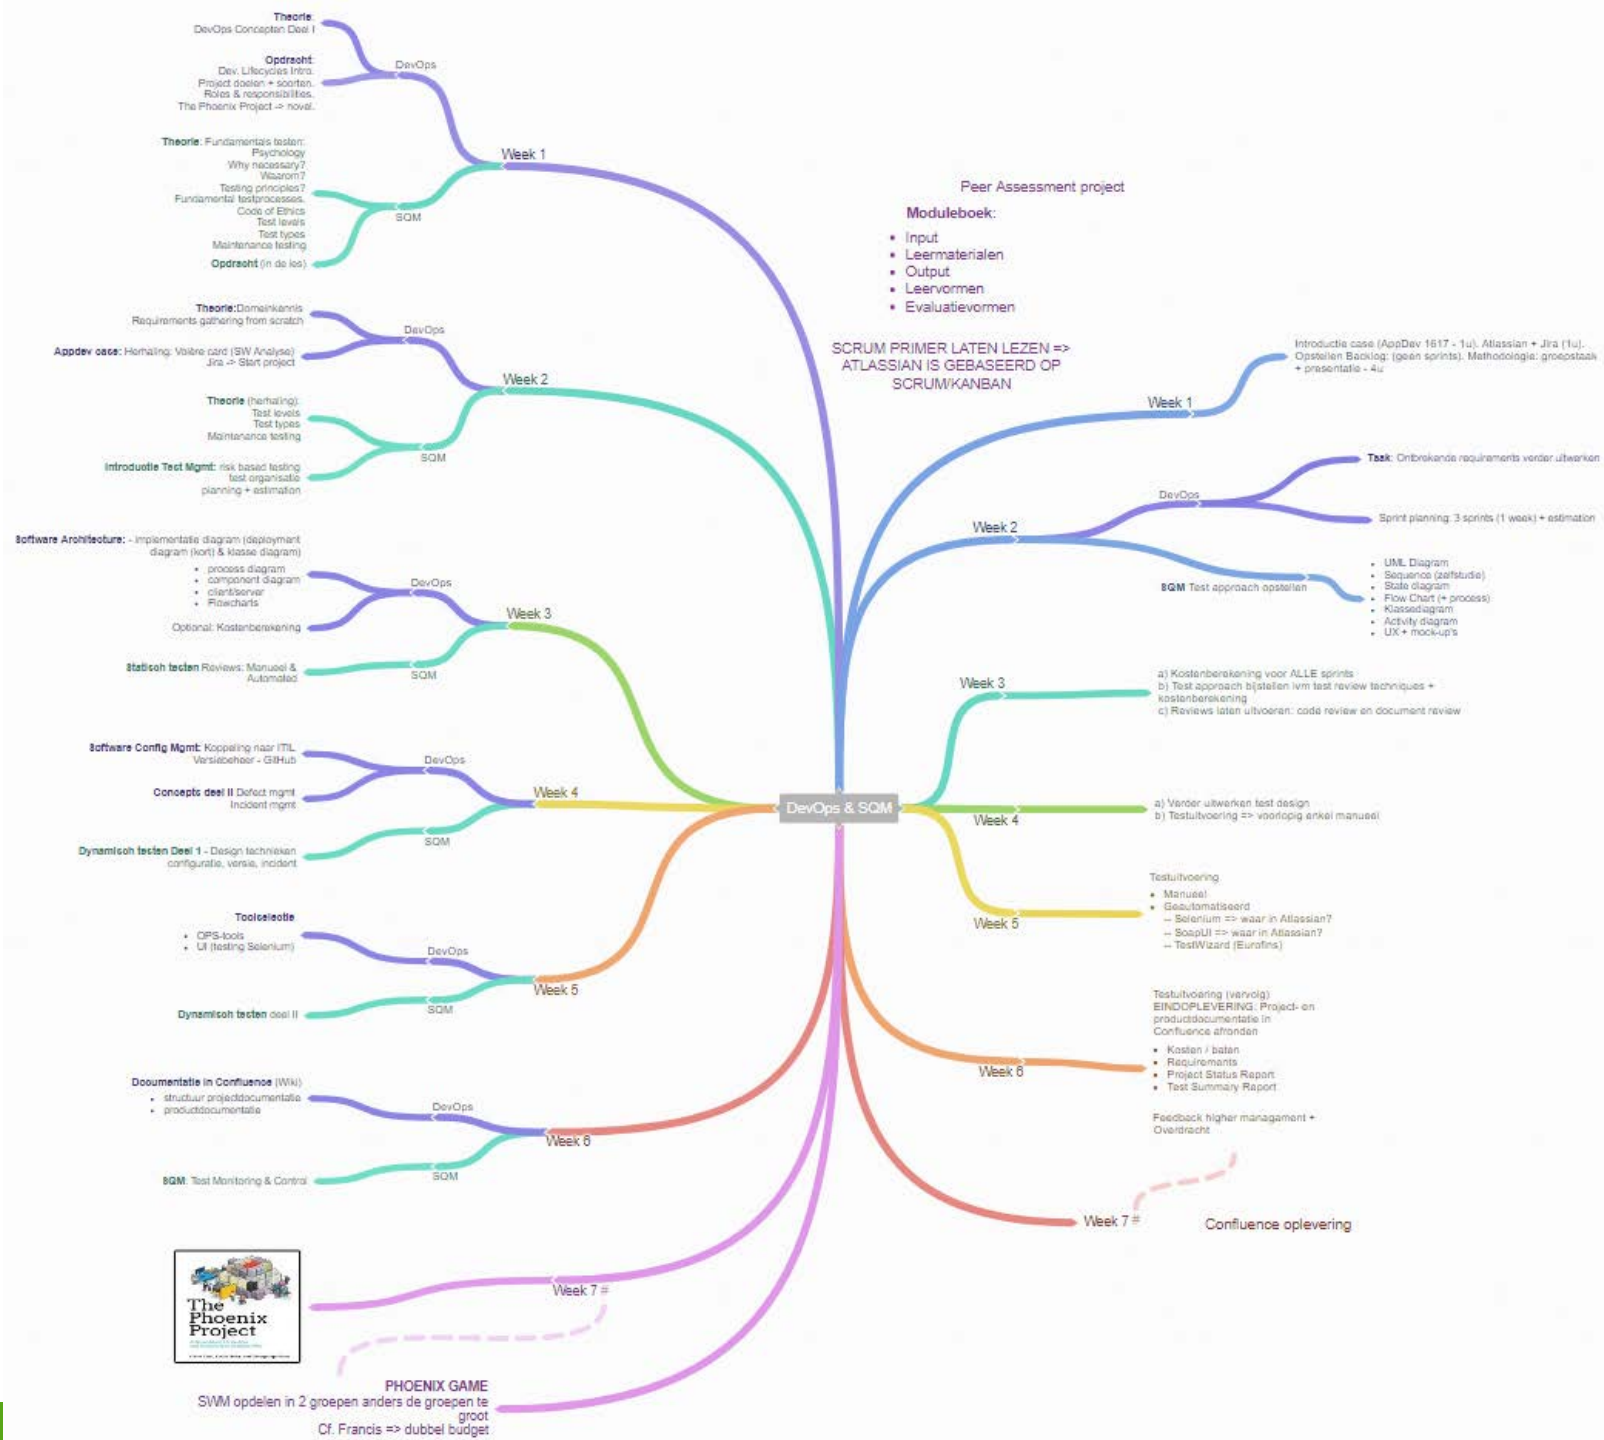 Theorie:
DevOps Concepten Deel I
Opdracht:
Dev. Lifecycles Intro.
Project doelen + soorten.
Roles & responsibilities.
The Phoenix Project -> novel.
DevOps
Week 1
Theorie: Fundamentals testen:
Psychology
Why necessary?
Waarom?
Testing principles?
Fundamental testprocesses.
Code of Ethics
Test levels
Test types
Maintenance testing
Opdracht (in de les)
SQM
Theorie:Domeinkennis
Requirements gathering from scratch
Appdev case: Herhaling: Volère card (SW Analyse)
Jira -> Start project
DevOps
Week 2
Theorie (herhaling):
Test levels
Test types
Maintenance testing
Introductie Test Mgmt: risk based testing
test organisatie
planning + estimation
SQM
Software Architecture: - Implementatie diagram (deployment
diagram (kort) & klasse diagram)
• process diagram
• component diagram
• client/server
• Flowcharts
Optional: Kostenberekening
DevOps
Week 3
Statisch testen Reviews: Manueel &
Automated
SQM
Software Config Mgmt: Koppeling naar ITIL
Versiebeheer - GitHub
Concepts deel II Defect mgmt
Incident mgmt
DevOps
Week 4
Dynamisch testen Deel 1 - Design technieken
configuratie, versie, incident
SQM
Toolselectie
• OPS-tools
• UI (testing Selenium)
DevOps
Week 5
Dynamisch testen deel II
SQM
Documentatie in Confluence (Wiki)
• structuur projectdocumentatie
• productdocumentatie
DevOps
Week 6
SQM: Test Monitoring & Control
SQM
The
Phoenix
Project
Week 7 #
PHOENIX GAME
SWM opdelen in 2 groepen anders de groepen te
groot
Cf. Francis => dubbel budget
DevOps & SQM
Peer Assessment project
Moduleboek:
• Input
• Leermaterialen
• Output
• Leervormen
• Evaluatievormen
SCRUM PRIMER LATEN LEZEN =>
ATLASSIAN IS GEBASEERD OP
SCRUM/KANBAN
Week 1
Introductie case (AppDev 1617 - 1u). Atlassian + Jira (1u).
Opstellen Backlog: (geen sprints). Methodologie: groepstaak
+ presentatie - 4u
Week 2
DevOps
Taak: Ontbrekende requirements verder uitwerken
Sprint planning: 3 sprints (1 week) + estimation
SQM Test approach opstellen
• UML Diagram
• Sequence (zelfstudie)
• State diagram
• Flow Chart (+ process)
• Klassediagram
• Activity diagram
• UX + mock-up's
Week 3
a) Kostenberekening voor ALLE sprints
b) Test approach bijstellen ivm test review techniques +
kostenberekening
c) Reviews laten uitvoeren: code review en document review
Week 4
a) Verder uitwerken test design
b) Testuitvoering => voorlopig enkel manueel
Week 5
Testuitvoering
• Manueel
• Geautomatiseerd
-- Selenium => waar in Atlassian?
-- SoapUI => waar in Atlassian?
-- TestWizard (Eurofins)
Week 6
Testuitvoering (vervolg)
EINDOPLEVERING: Project- en
productdocumentatie in
Confluence afronden
• Kosten / baten
• Requirements
• Project Status Report
• Test Summary Report
Feedback higher management +
Overdracht
Week 7 #
Confluence oplevering